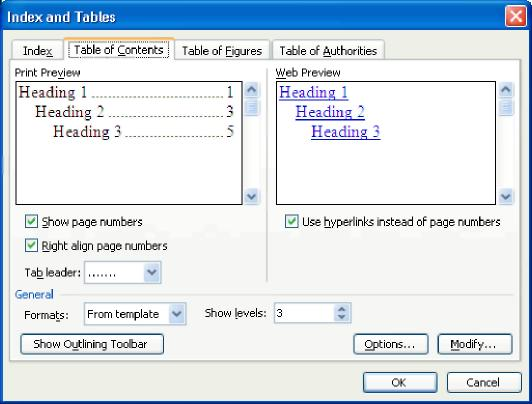 Index and Tables
Index Table of Contents Table of Figures Table of Authorities
Print Preview
Heading 1 ........................................ 1
Heading 2 .................................... 3
Heading 3 ............................... 5
Web Preview
Heading 1
Heading 2
Heading 3
Show page numbers
Right align page numbers
Tab leader: .......
Use hyperlinks instead of page numbers
General
Formats: From template Show levels: 3
Show Outlining Toolbar Options... Modify...
OK Cancel